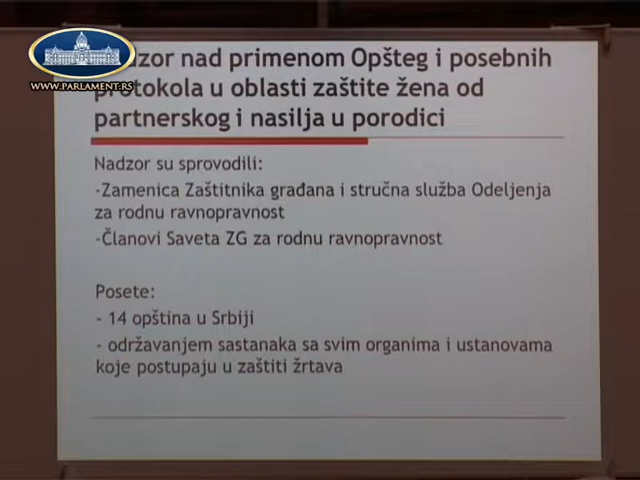 zor nad primenom Opšteg i posebnih
WWW.PARLAMENT.RS
protokola u oblasti zaštite žena od
partnerskog i nasilja u porodici
Nadzor su sprovodili:
-Zamenica Zaštitnika građana i stručna služba Odeljenja
za rodnu ravnopravnost
-Članovi Saveta ZG za rodnu ravnopravnost
Posete:
- 14 opština u Srbiji
- održavanjem sastanaka sa svim organima i ustanovama
koje postupaju u zaštiti žrtava